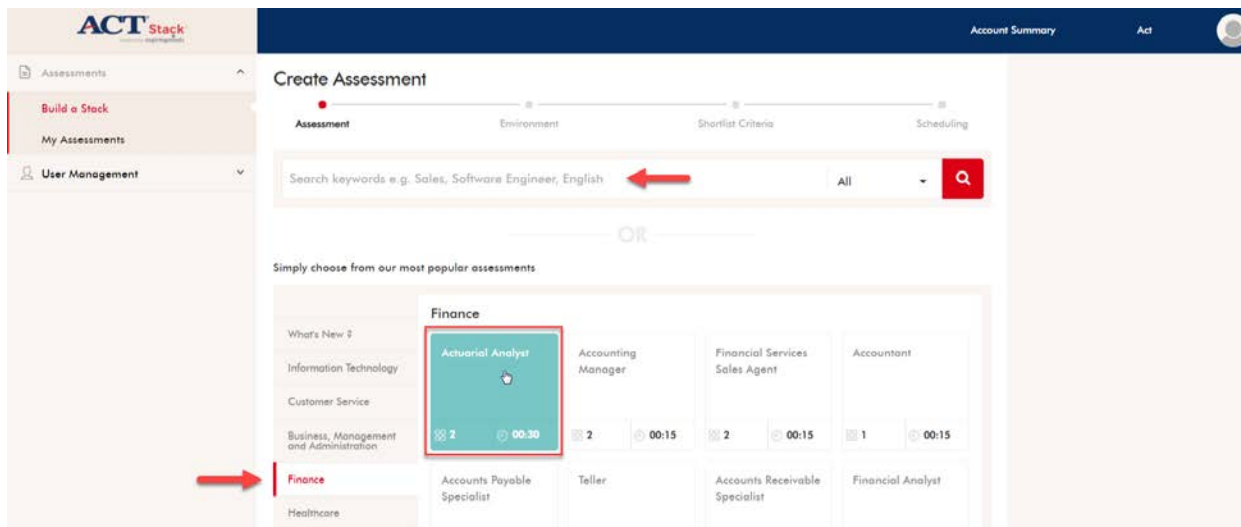 ACT Stack
Account Summary
Act
Assessments
Build a Stack
My Assessments
User Management
Create Assessment
Assessment
Environment
Shortlist Criteria
Scheduling
Search keywords e.g. Sales, Software Engineer, English
All
OR
Simply choose from our most popular assessments
What's New
Information Technology
Customer Service
Business, Management
and Administration
Finance
Healthcare
Finance
Actuarial Analyst
2 00:30
Accounting
Manager
2 00:15
Financial Services
Sales Agent
2 00:15
Accountant
1 00:15
Accounts Payable
Specialist
Teller
Accounts Receivable
Specialist
Financial Analyst